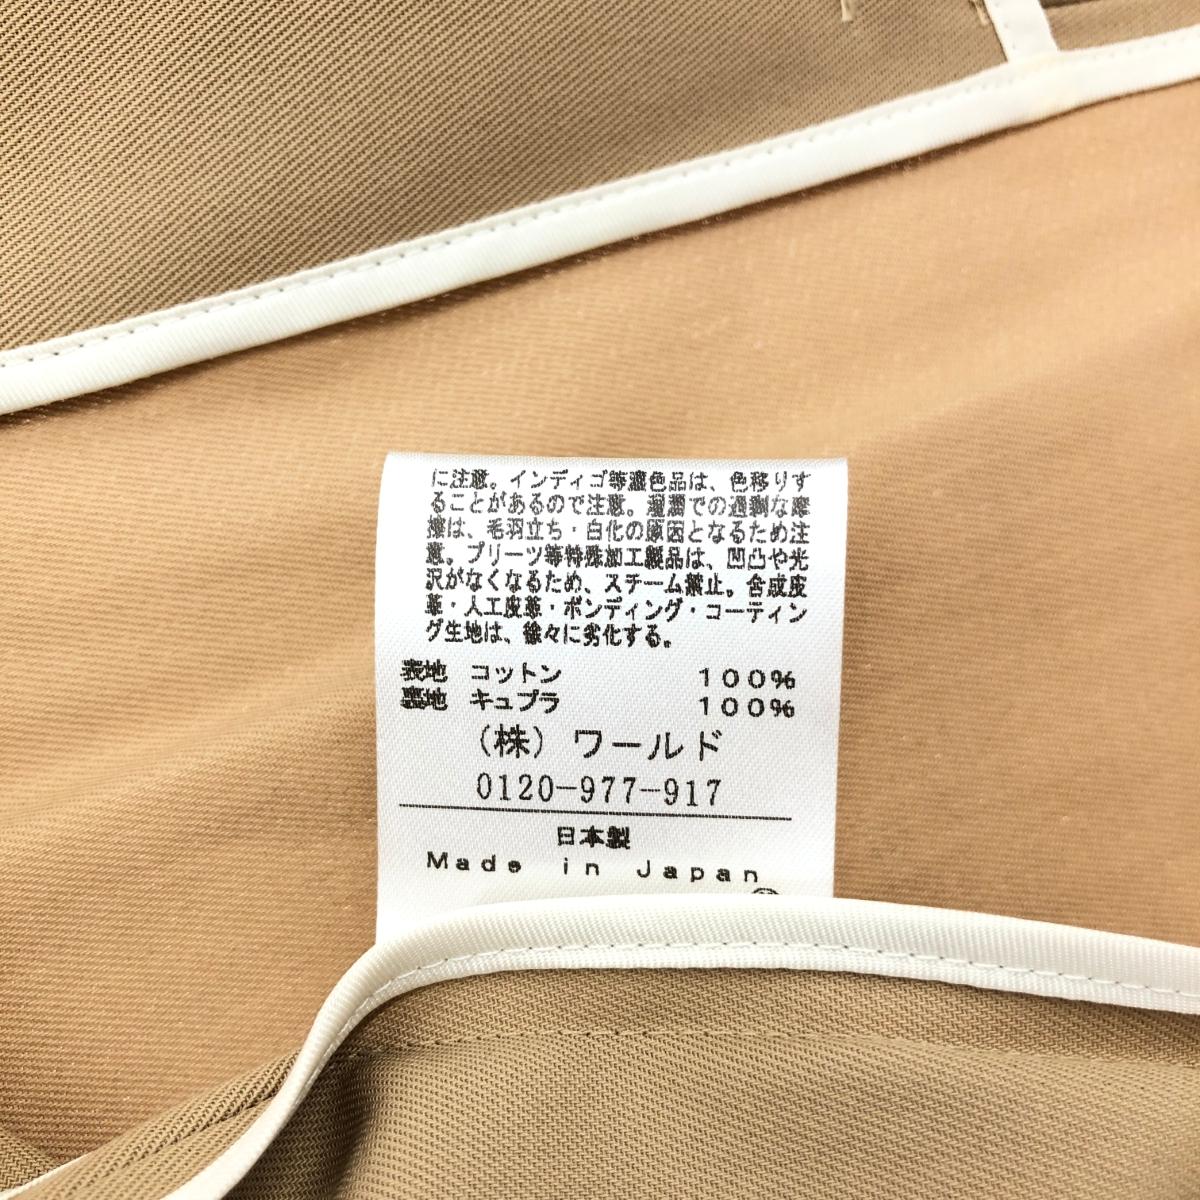 に注意。インディゴ等濃色品は、色移りす
ることがあるので注意。湿潤での過剰な摩
擦は、毛羽立ち・白化の原因となるため注
意。プリーツ等特殊加工製品は、凹凸や光
沢がなくなるため、スチーム禁止。合成皮
革・人工皮革・ボンディング・コーティン
グ生地は、徐々に劣化する。
表地 コットン 100%
裏地 キュプラ 100%
(株) ワールド
0120-977-917
日本製
Made in Japan